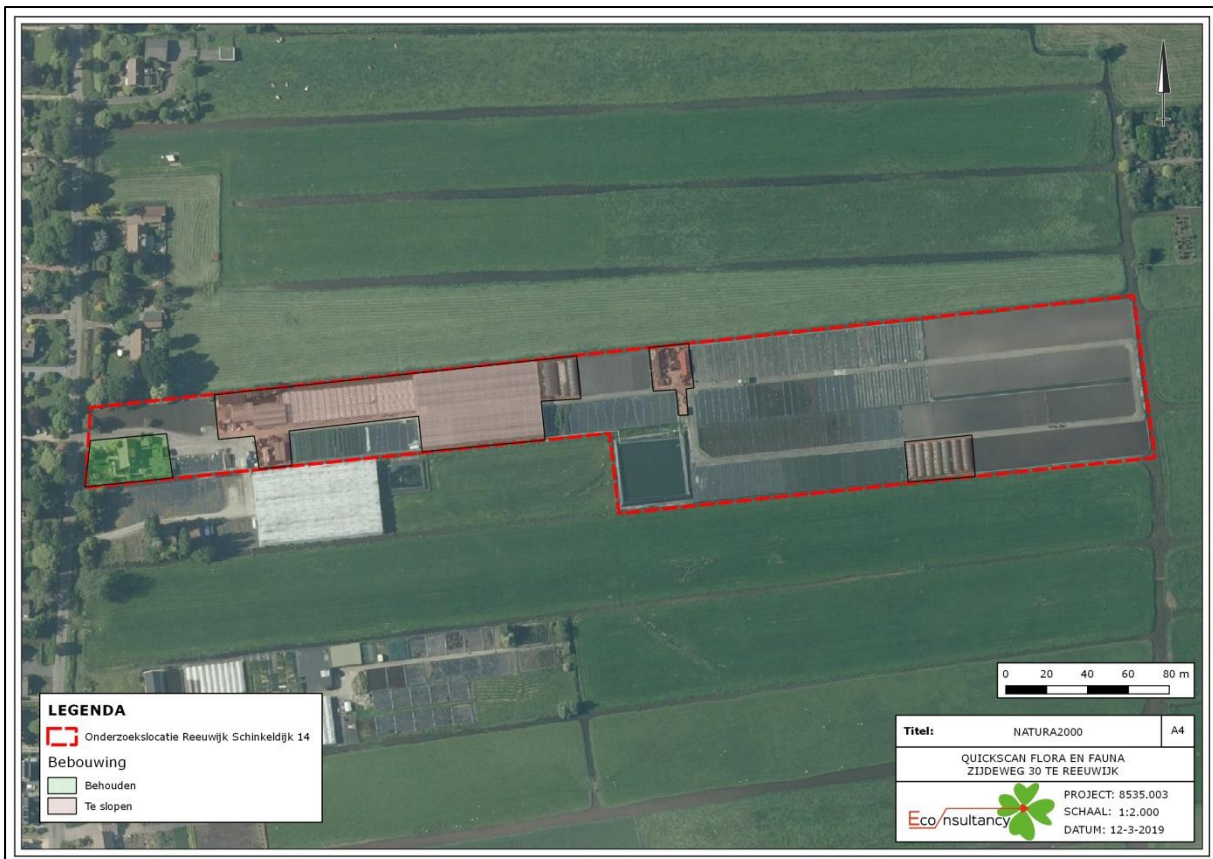 LEGENDA
Onderzoekslocatie Reeuwijk Schinkeldijk 14
Bebouwing
Behouden
Te slopen
0 20 40 60 80 m
Titel: NATURA2000 A4
QUICKSCAN FLORA EN FAUNA
ZIJDEWEG 30 TE REEUWIJK
Eco/nsultancy
PROJECT: 8535.003
SCHAAL: 1:2.000
DATUM: 12-3-2019